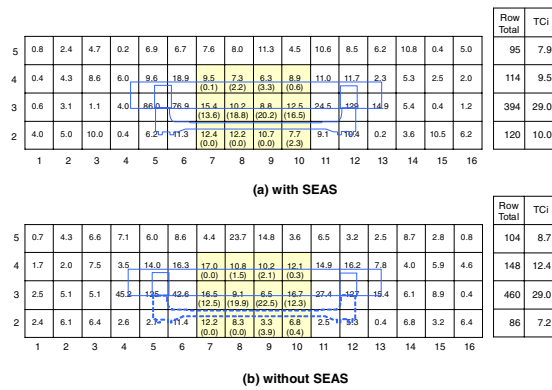 Row Total TCi
5 0.8 2.4 4.7 0.2 6.9 6.7 7.6 8.0 11.3 4.5 10.6 8.5 6.2 10.8 0.4 5.0 95 7.9
4 0.4 4.3 8.6 6.0 9.6 18.9 9.5 7.3 6.3 8.9 11.0 11.7 2.3 5.3 2.5 2.0 114 9.5
(0.1) (2.2) (3.3) (0.6)
3 0.6 3.1 1.1 4.0 86.0 76.9 15.4 10.2 8.8 12.5 24.5 129 14.9 5.4 0.4 1.2 394 29.0
(13.6) (18.8) (20.2) (16.5)
2 4.0 5.0 10.0 0.4 6.2 11.3 12.4 12.2 10.7 7.7 9.1 10.4 0.2 3.6 10.5 6.2 120 10.0
(0.0) (0.0) (0.0) (2.3)
1 2 3 4 5 6 7 8 9 10 11 12 13 14 15 16
(a) with SEAS
Row Total TCi
5 0.7 4.3 6.6 7.1 6.0 8.6 4.4 23.7 14.8 3.6 6.5 3.2 2.5 8.7 2.8 0.8 104 8.7
4 1.7 2.0 7.5 3.5 14.0 16.3 17.0 10.8 10.2 12.1 14.9 16.2 7.8 4.0 5.9 4.6 148 12.4
(0.0) (1.5) (2.1) (0.3)
3 2.5 5.1 5.1 45.2 42.6 16.5 9.1 6.5 16.7 27.4 127 15.4 6.1 8.9 0.4 460 29.0
(12.5) (19.9) (22.5) (12.3)
2 2.4 6.1 6.4 2.6 2.7 11.4 12.2 8.3 3.3 6.8 2.5 0.4 6.8 3.2 6.4 86 7.2
(0.0) (0.0) (3.9) (0.4)
1 2 3 4 5 6 7 8 9 10 11 12 13 14 15 16
(b) without SEAS